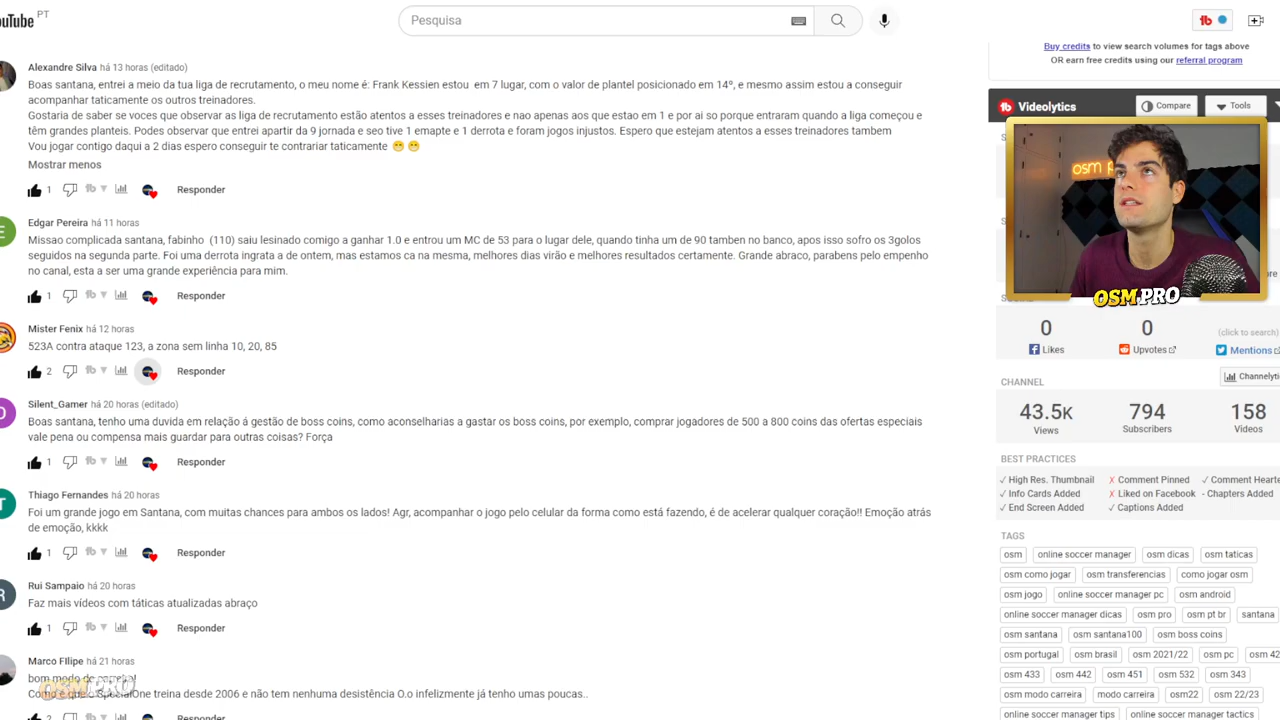 ouTube PT
Pesquisa
Alexandre Silva há 13 horas (editado)
Boas santana, entrei a meio da tua liga de recrutamento, o meu nome é: Frank Kessien estou em 7 lugar, com o valor de plantel posicionado em 14º, e mesmo assim estou a conseguir
acompanhar taticamente os outros treinadores.
Gostaria de saber se voces que observar as liga de recrutamento estão atentos a esses treinadores e nao apenas aos que estao em 1 e por ai so porque entraram quando a liga começou e
têm grandes planteis. Podes observar que entrei apartir da 9 jornada e seo tive 1 emapte e 1 derrota e foram jogos injustos. Espero que estejam atentos a esses treinadores tambem
Vou jogar contigo daqui a 2 dias espero conseguir te contrariar taticamente 😁 😁
Mostrar menos
1 Responder
Edgar Pereira há 11 horas
Missao complicada santana, fabinho (110) saiu lesinado comigo a ganhar 1.0 e entrou um MC de 53 para o lugar dele, quando tinha um de 90 tamben no banco, apos isso sofro os 3golos
seguidos na segunda parte. Foi uma derrota ingrata a de ontem, mas estamos ca na mesma, melhores dias virão e melhores resultados certamente. Grande abraco, parabens pelo empenho
no canal, esta a ser uma grande experiência para mim.
1 Responder
Mister Fenix há 12 horas
523A contra ataque 123, a zona sem linha 10, 20, 85
2 Responder
Silent_Gamer há 20 horas (editado)
Boas santana, tenho uma duvida em relação á gestão de boss coins, como aconselharias a gastar os boss coins, por exemplo, comprar jogadores de 500 a 800 coins das ofertas especiais
vale pena ou compensa mais guardar para outras coisas? Força
1 Responder
Thiago Fernandes há 20 horas
Foi um grande jogo em Santana, com muitas chances para ambos os lados! Agr, acompanhar o jogo pelo celular da forma como está fazendo, é de acelerar qualquer coração!! Emoção atrás
de emoção, kkkk
1 Responder
Rui Sampaio há 20 horas
Faz mais vídeos com táticas atualizadas abraço
1 Responder
Marco FIlipe há 21 horas
bom modo de
OSM PRO
treina desde 2006 e não tem nenhuma desistência O.o infelizmente já tenho umas poucas..
2 Responder
Buy credits to view search volumes for tags above
OR earn free credits using our referral program
Videolytics Compare Tools
osm p
OSM PRO
0 0 (click to search)
Likes Upvotes Mentions
CHANNEL Channelyti
43.5K 794 158
Views Subscribers Videos
BEST PRACTICES
✓ High Res. Thumbnail ✗ Comment Pinned ✓ Comment Hearte
✓ Info Cards Added ✗ Liked on Facebook - Chapters Added
✓ End Screen Added ✓ Captions Added
TAGS
osm online soccer manager osm dicas osm taticas
osm como jogar osm transferencias como jogar osm
osm jogo online soccer manager pc osm android
online soccer manager dicas osm pro osm pt br santana
osm santana osm santana100 osm boss coins
osm portugal osm brasil osm 2021/22 osm pc osm 42
osm 433 osm 442 osm 451 osm 532 osm 343
osm modo carreira modo carreira osm22 osm 22/23
online soccer manager tips online soccer manager tactics